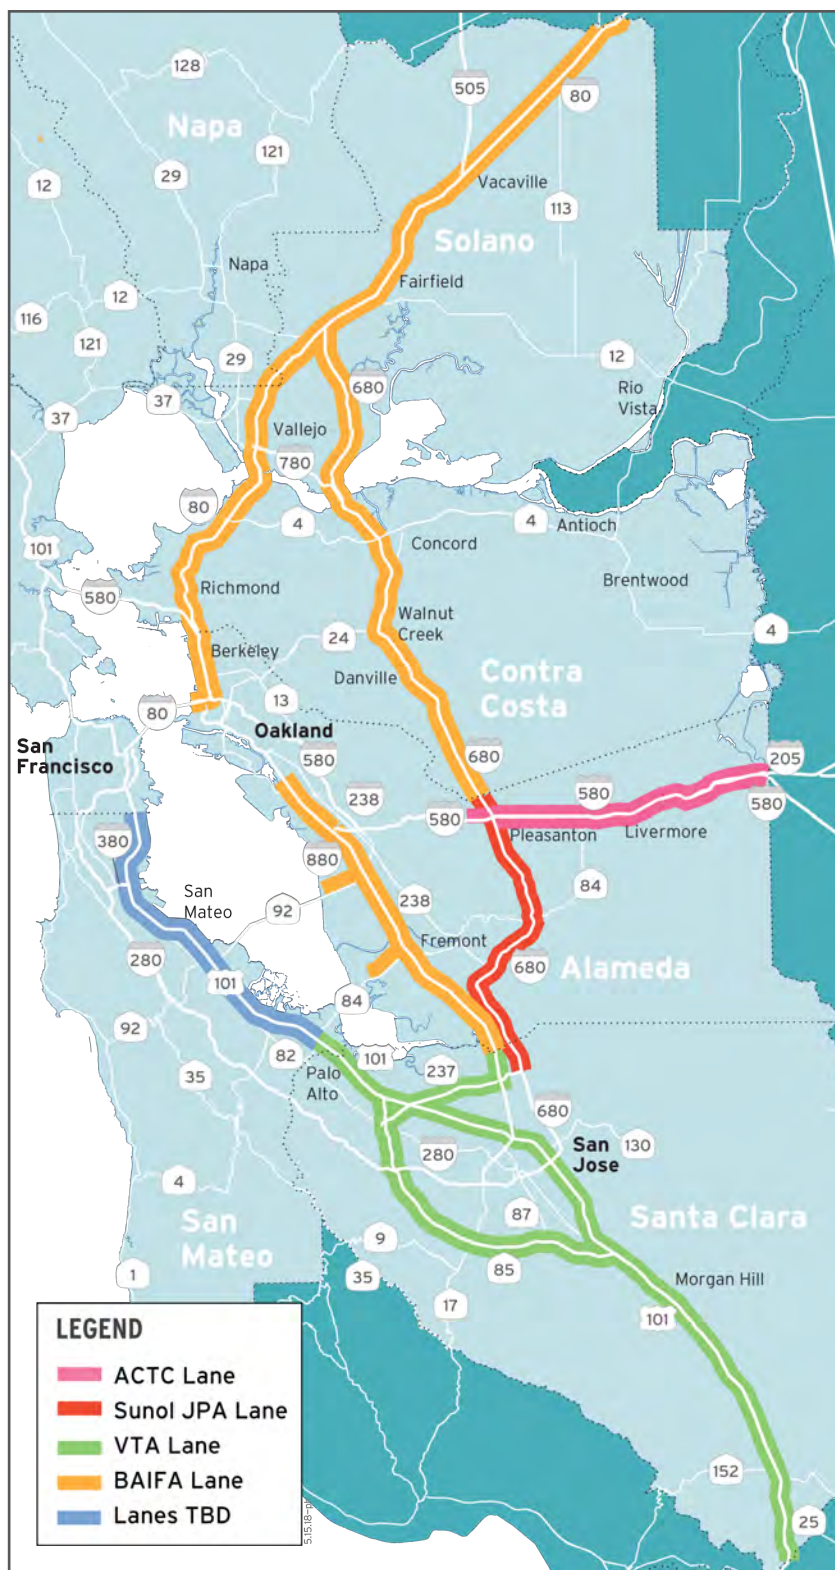 128
505
80
Napa
121
29
12
Vacaville
113
Solano
Napa
Fairfield
12
116
121
29
12
680
Rio
Vista
37
37
Vallejo
780
80
4
4
Antioch
101
Concord
Brentwood
580
Richmond
Walnut
Creek
24
4
Berkeley
Danville
Contra
Costa
13
80
Oakland
San
Francisco
580
680
205
580
238
580
580
Pleasanton
Livermore
380
880
84
San
Mateo
238
92
Fremont
680
Alameda
280
101
84
92
82
101
237
35
Palo
Alto
680
280
San
Jose
130
4
87
San
Mateo
Santa Clara
9
85
1
35
Morgan Hill
17
101
LEGEND
ACTC Lane
Sunol JPA Lane
VTA Lane
BAIFA Lane
Lanes TBD
152
25